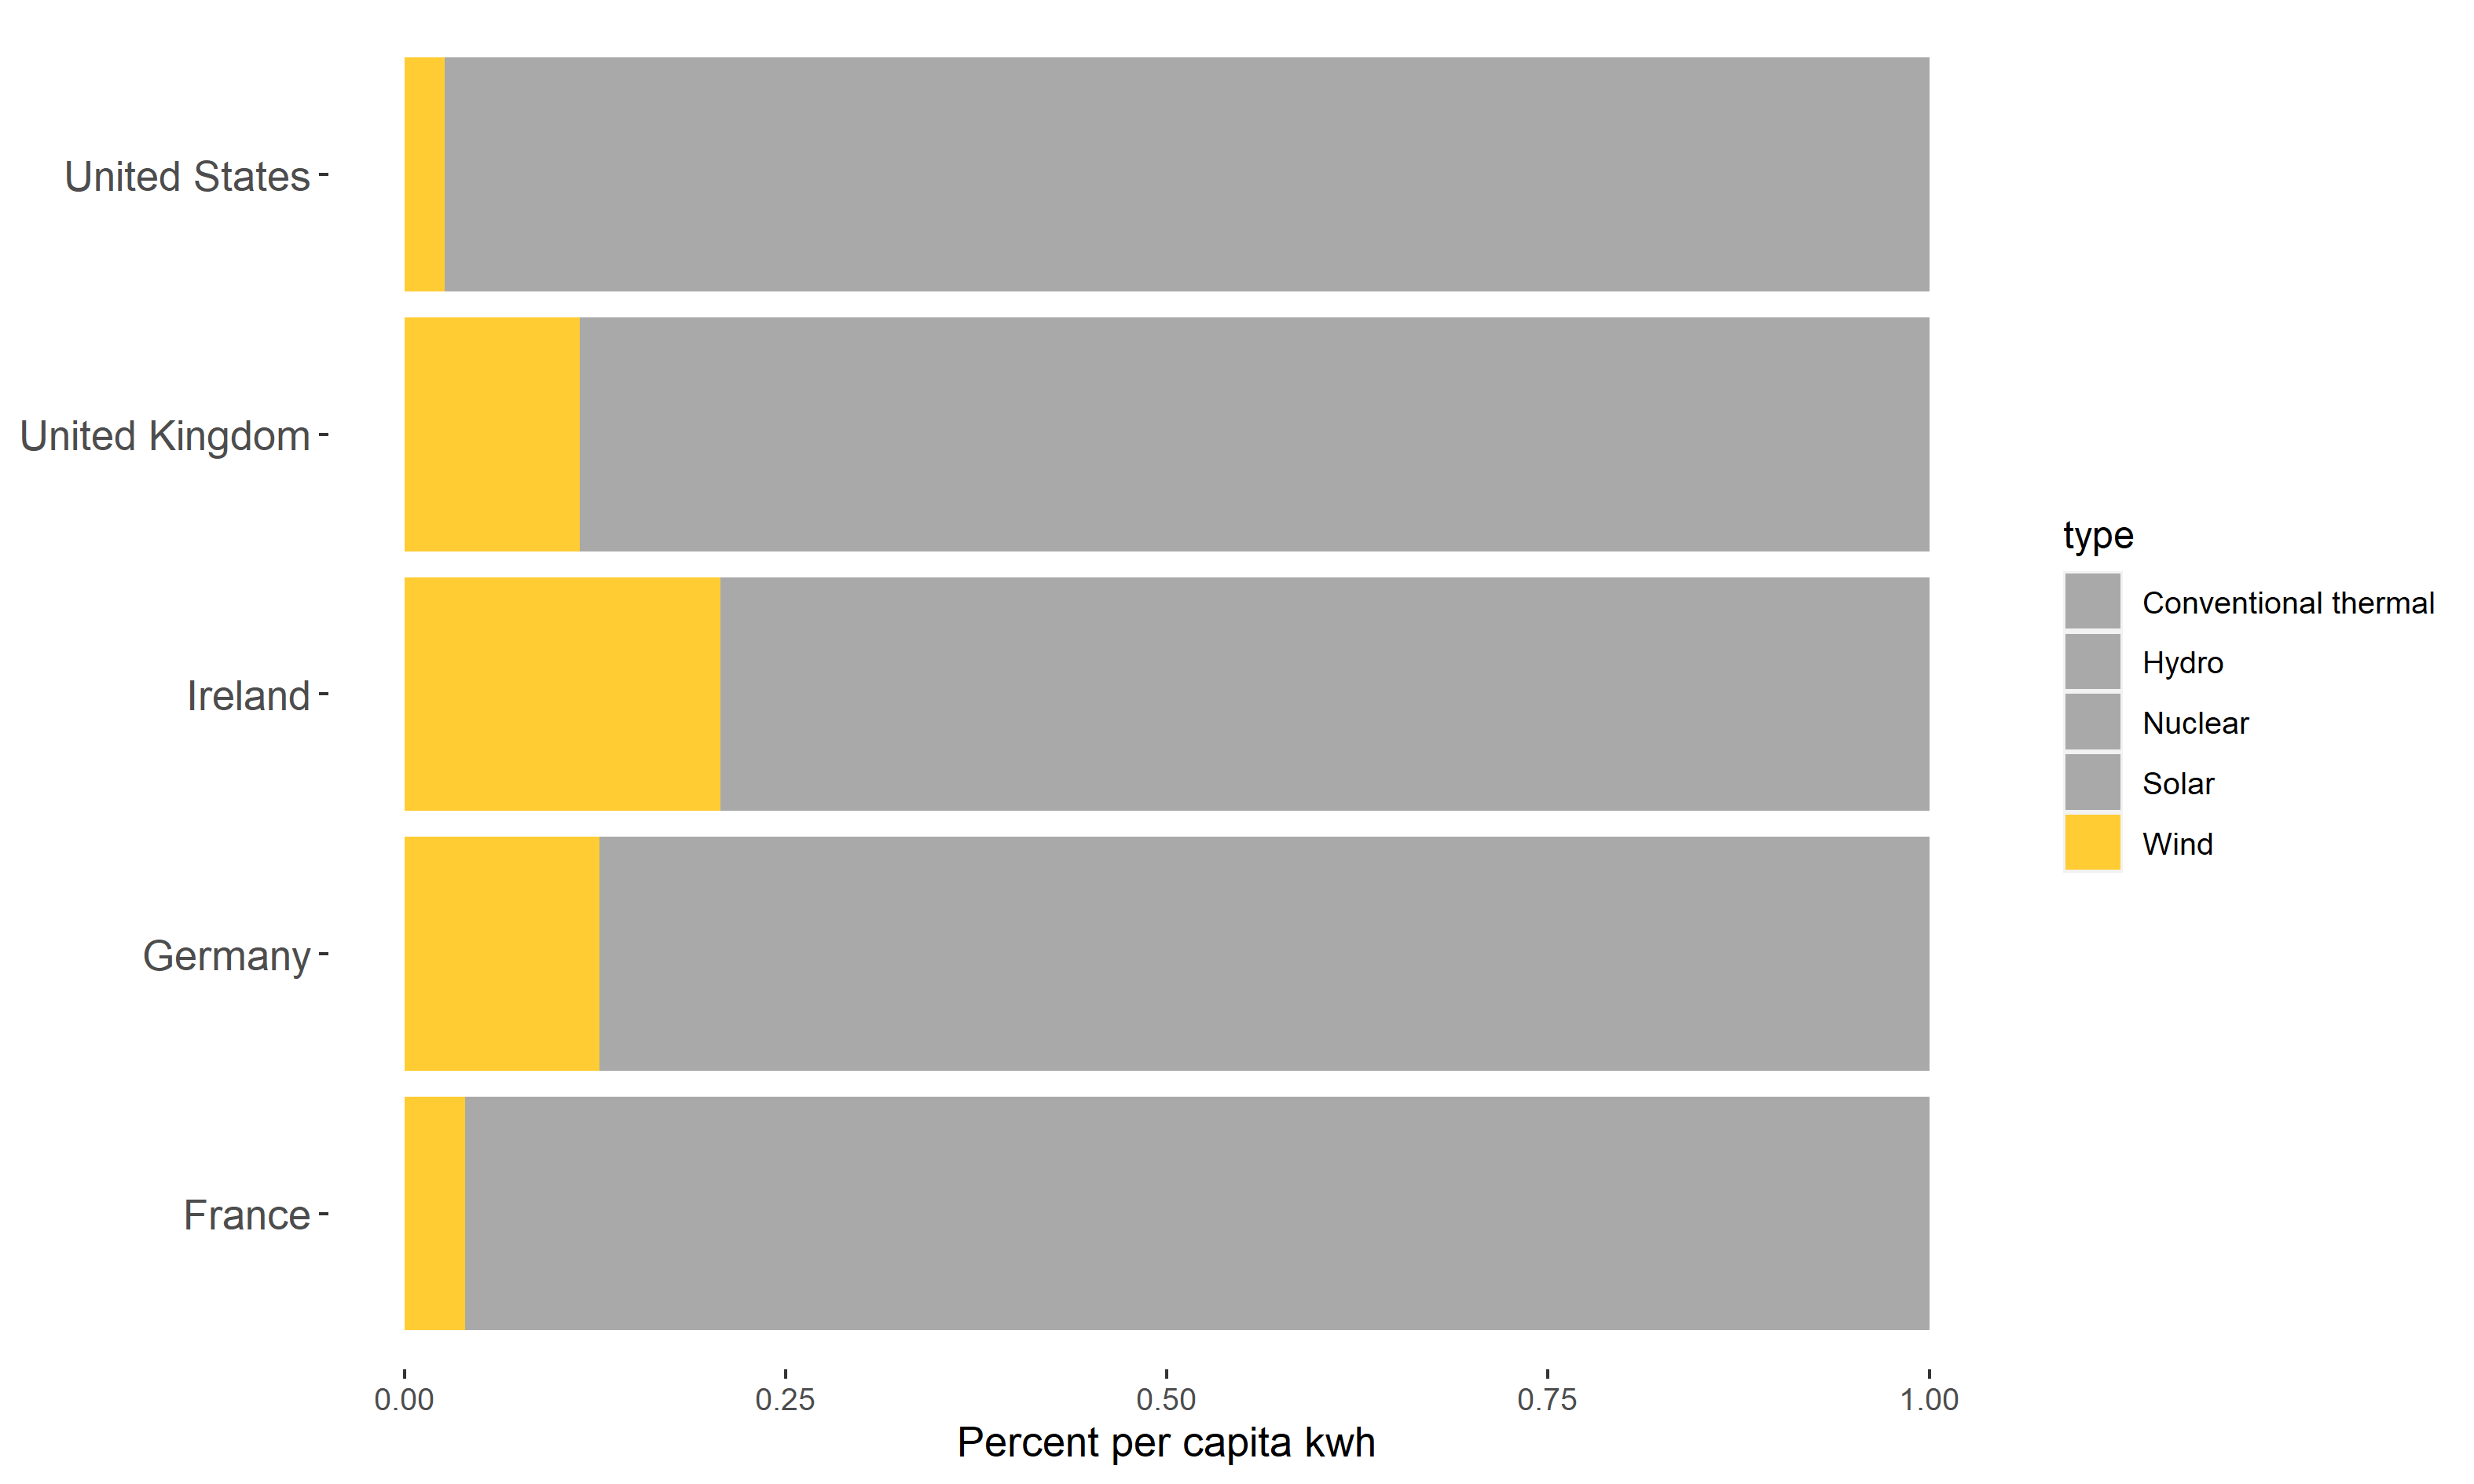 United States
United Kingdom
Ireland
Germany
France
0.00
0.25
0.50
0.75
1.00
Percent per capita kwh
type
Conventional thermal
Hydro
Nuclear
Solar
Wind